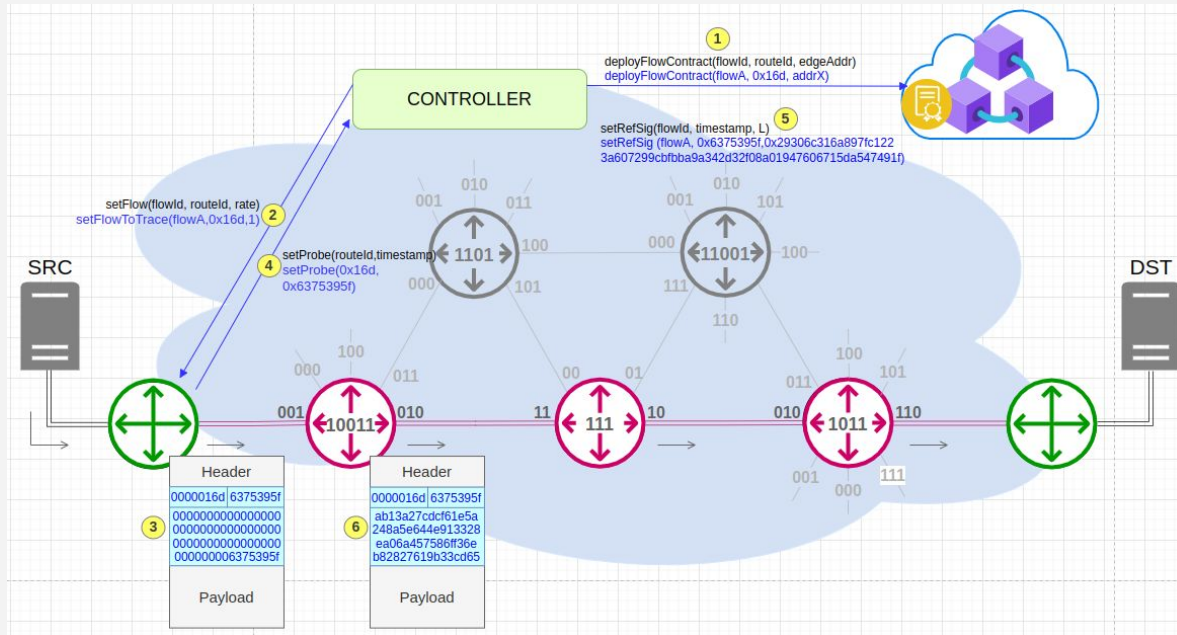 1
deployFlowContract(flowId, routeId, edgeAddr)
deployFlowContract(flowA, 0x16d, addrX)
CONTROLLER
5
setRefSig(flowId, timestamp, L)
setRefSig (flowA, 0x6375395f,0x29306c316a897fc122
3a607299cbfbba9a342d32f08a01947606715da547491f)
setFlow(flowId, routeId, rate)
setFlowToTrace(flowA,0x16d,1)
2
4
setProbe(routeId,timestamp)
setProbe(0x16d,
0x6375395f)
001
010
011
1101
100
000
101
001
010
101
000
11001
100
111
110
SRC
DST
000
100
011
001
10011
010
00
01
11
111
10
011
100
101
010
1011
110
001
000
111
Header
0000016d
6375395f
3
0000000000000000
0000000000000000
0000000000000000
000000006375395f
Payload
Header
0000016d
6375395f
6
ab13a27cdcf61e5a
248a5e644e913328
ea06a457586ff36e
b82827619b33cd65
Payload